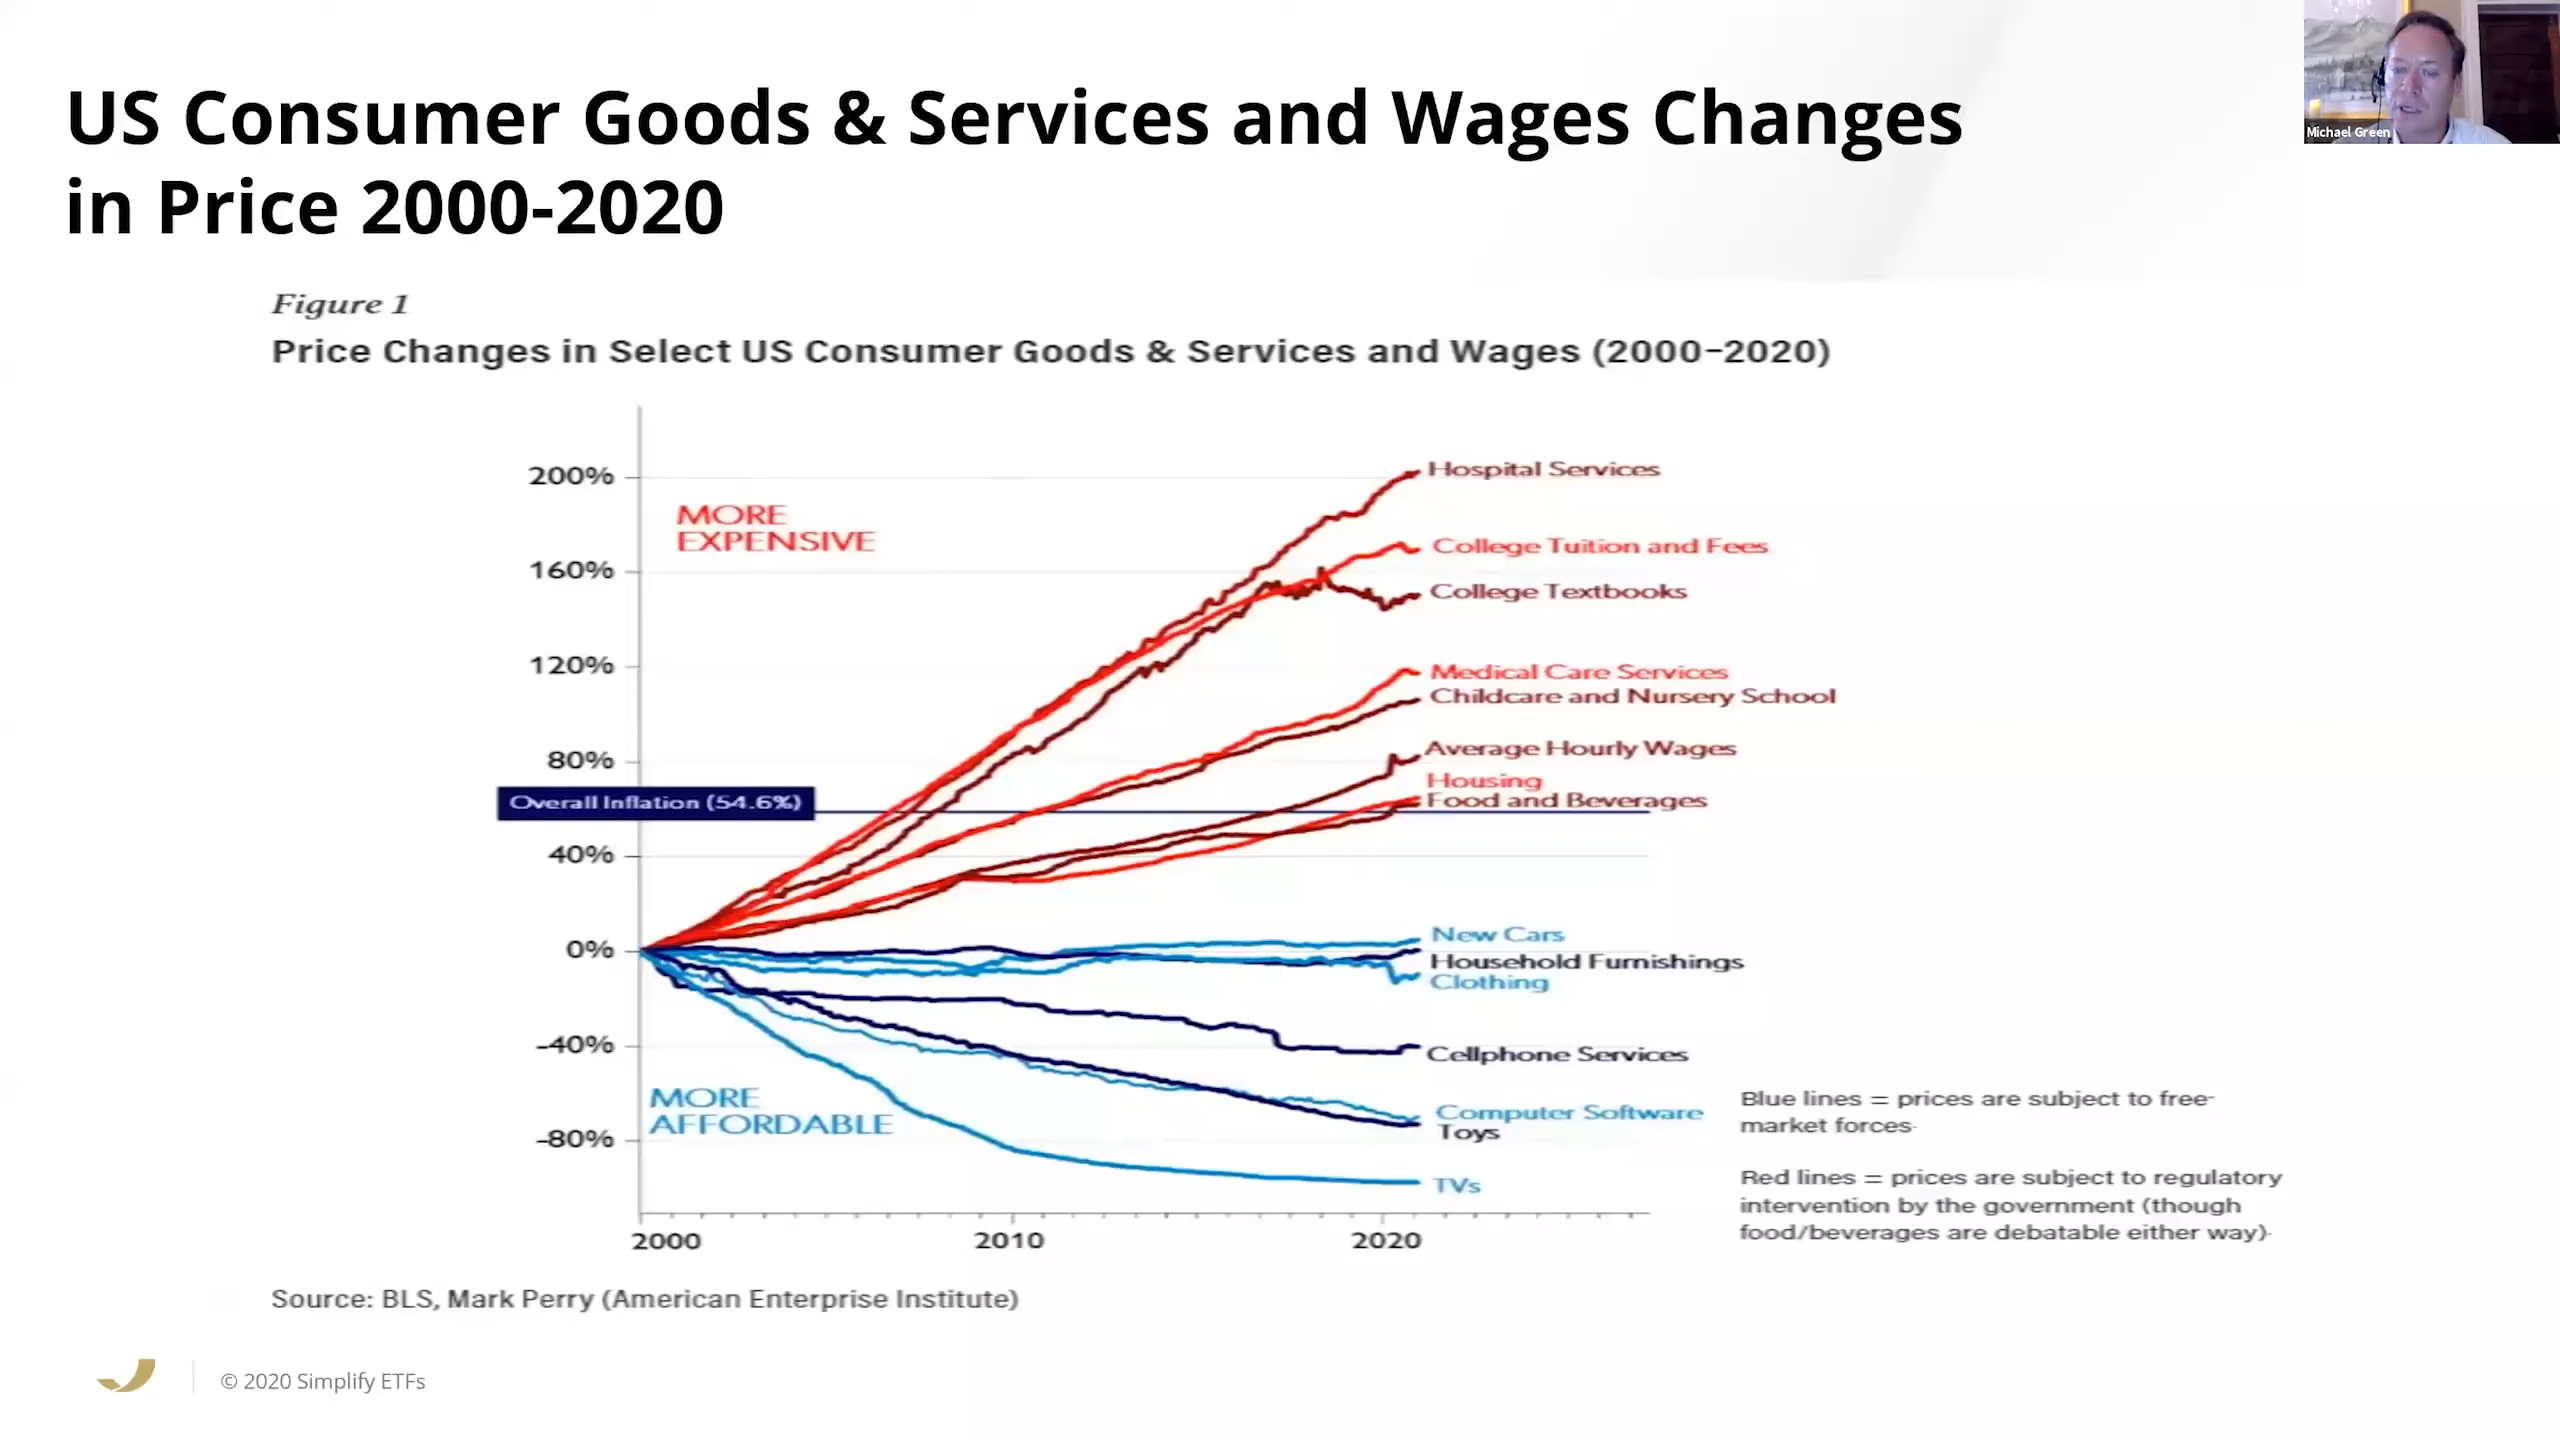 US Consumer Goods & Services and Wages Changes
in Price 2000-2020
Michael Green
Figure 1
Price Changes in Select US Consumer Goods & Services and Wages (2000–2020)
200%
160%
120%
80%
40%
0%
-40%
-80%
MORE
EXPENSIVE
Overall Inflation (54.6%)
MORE
AFFORDABLE
Hospital Services
College Tuition and Fees
College Textbooks
Medical Care Services
Childcare and Nursery School
Average Hourly Wages
Housing
Food and Beverages
New Cars
Household Furnishings
Clothing
Cellphone Services
Computer Software
Toys
TVs
2000
2010
2020
Blue lines = prices are subject to free-
market forces.
Red lines = prices are subject to regulatory
intervention by the government (though
food/beverages are debatable either way).
Source: BLS, Mark Perry (American Enterprise Institute)
© 2020 Simplify ETFs